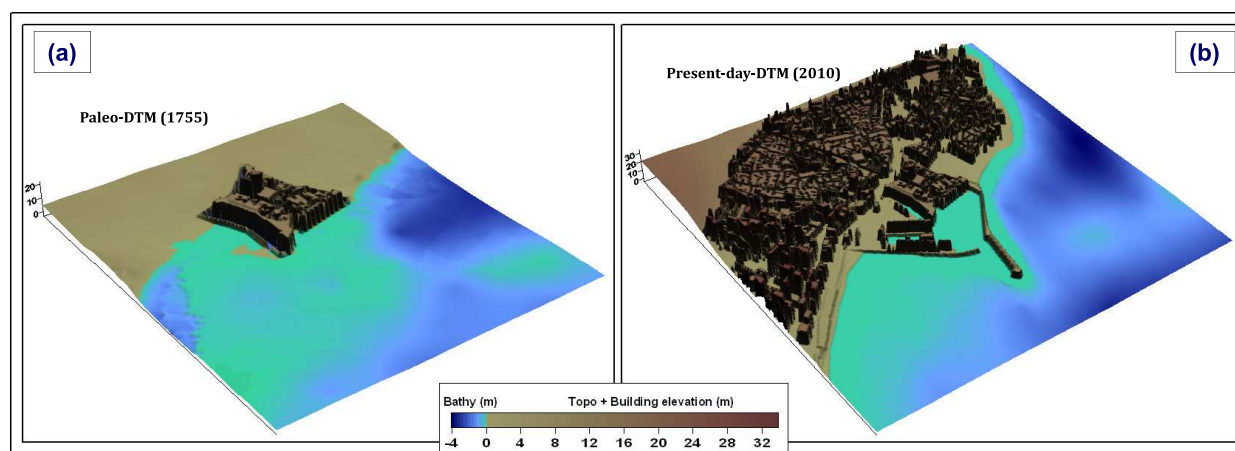 (a)
Paleo-DTM (1755)
20
10
0
(b)
Present-day-DTM (2010)
30
20
10
0
Bathy (m) Topo + Building elevation (m)
-4 0 4 8 12 16 20 24 28 32